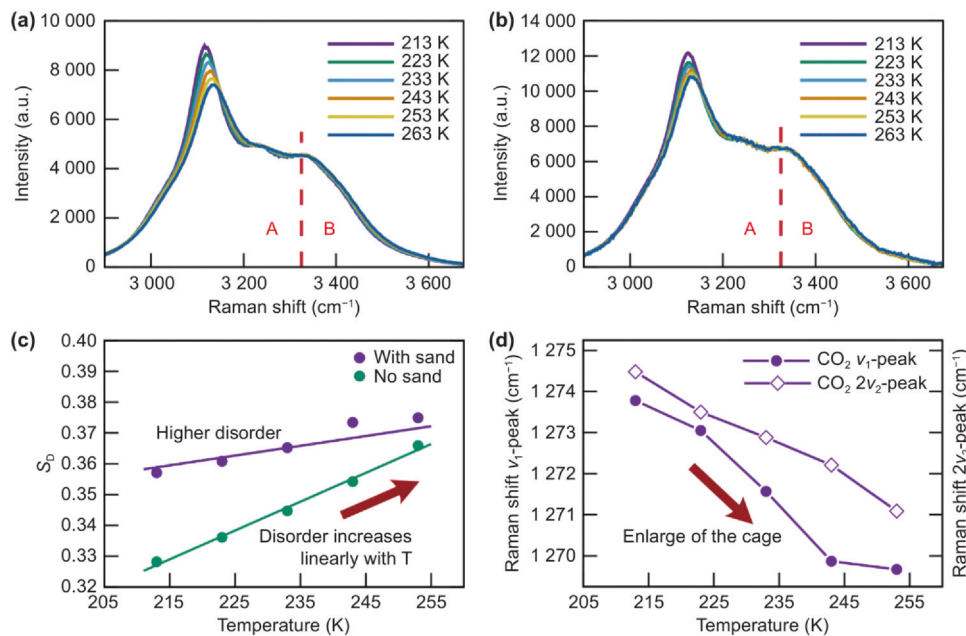 (a)
10 000
8 000
6 000
4 000
2 000
0
Intensity (a.u.)
213 K
223 K
233 K
243 K
253 K
263 K
A
B
3 000
3 200
3 400
3 600
Raman shift (cm⁻¹)
(b)
14 000
12 000
10 000
8 000
6 000
4 000
2 000
0
Intensity (a.u.)
213 K
223 K
233 K
243 K
253 K
263 K
A
B
3 000
3 200
3 400
3 600
Raman shift (cm⁻¹)
(c)
0.40
0.39
0.38
0.37
0.36
0.35
0.34
0.33
0.32
S_D
With sand
No sand
Higher disorder
Disorder increases
linearly with T
205
215
225
235
245
255
Temperature (K)
(d)
1 275
1 274
1 273
1 272
1 271
1 270
Raman shift v₁-peak (cm⁻¹)
CO₂ v₁-peak
CO₂ 2v₂-peak
Enlarge of the cage
205
215
225
235
245
255
Temperature (K)
Raman shift 2v₂-peak (cm⁻¹)